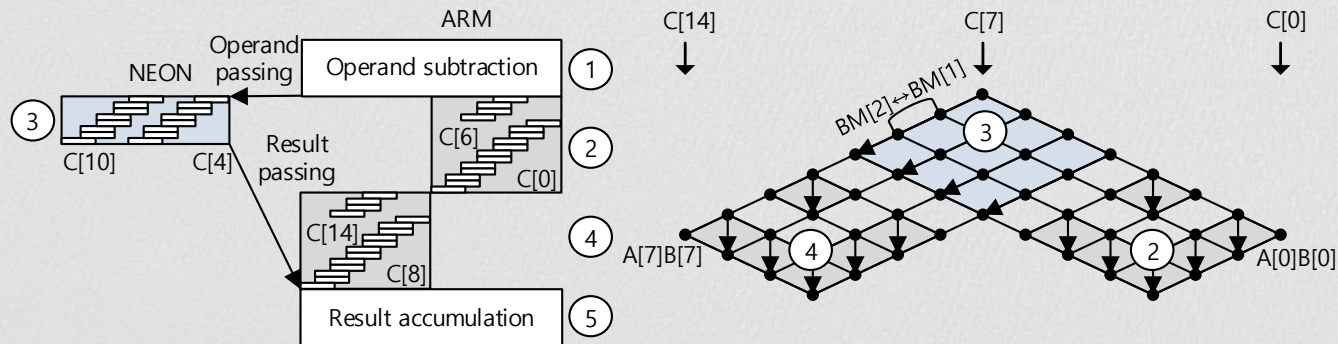 ARM
Operand
passing
NEON
Operand subtraction
1
3
C[10]
C[4]
C[6]
C[0]
2
Result
passing
C[14]
C[8]
4
Result accumulation
5
C[14]
C[7]
C[0]
BM[2]↔BM[1]
3
A[7]B[7]
4
2
A[0]B[0]